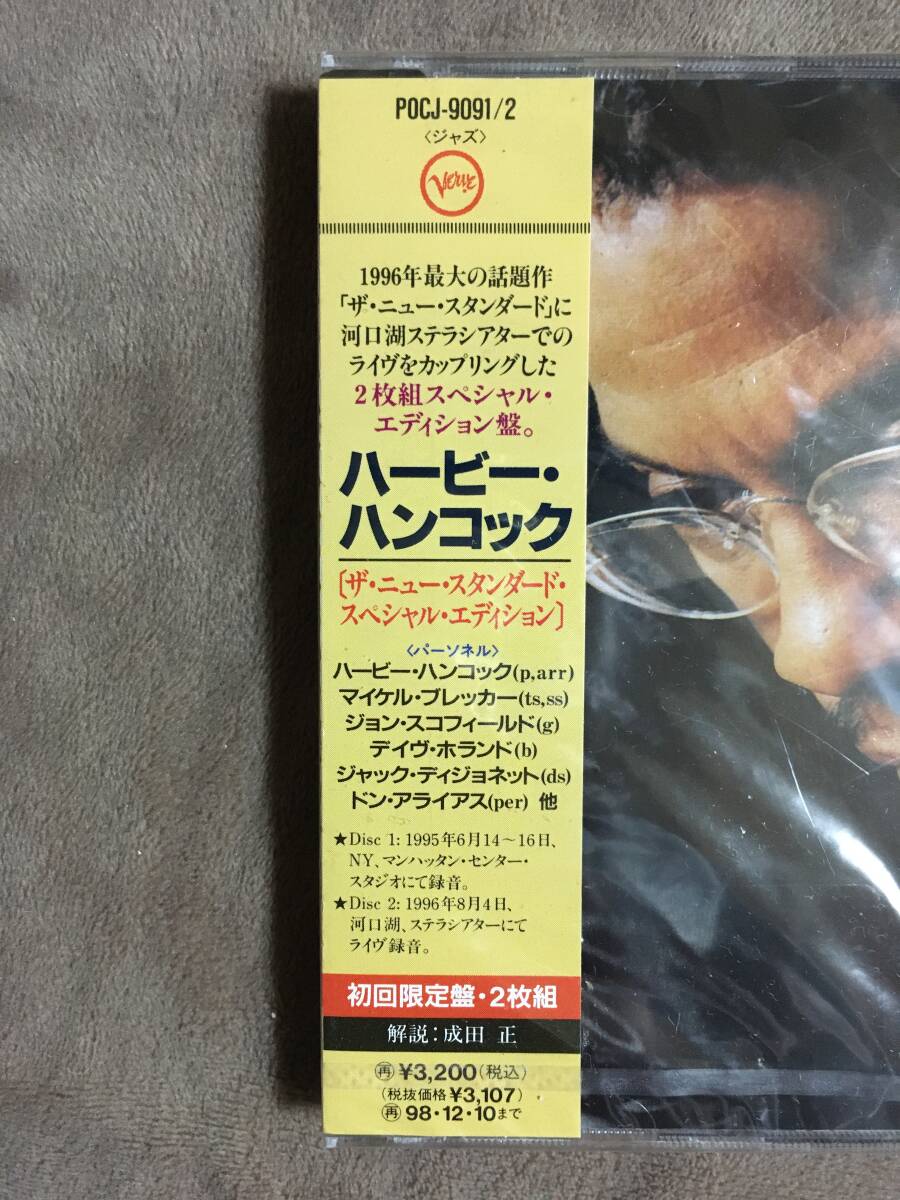 POCJ-9091/2
〈ジャズ〉
Verve
1996年最大の話題作
「ザ・ニュー・スタンダード」に
河口湖ステラシアターでの
ライヴをカップリングした
2枚組スペシャル・
エディション盤。
ハービー・
ハンコック
〔ザ・ニュー・スタンダード・
スペシャル・エディション〕
〈パーソネル〉
ハービー・ハンコック(p,arr)
マイケル・ブレッカー(ts,ss)
ジョン・スコフィールド(g)
デイヴ・ホランド(b)
ジャック・ディジョネット(ds)
ドン・アライアス(per) 他
★Disc 1: 1995年6月14〜16日、
NY、マンハッタン・センター・
スタジオにて録音。
★Disc 2: 1996年8月4日、
河口湖、ステラシアターにて
ライヴ録音。
初回限定盤・2枚組
解説:成田 正
再 ¥3,200(税込)
(税抜価格¥3,107)
再 98・12・10まで